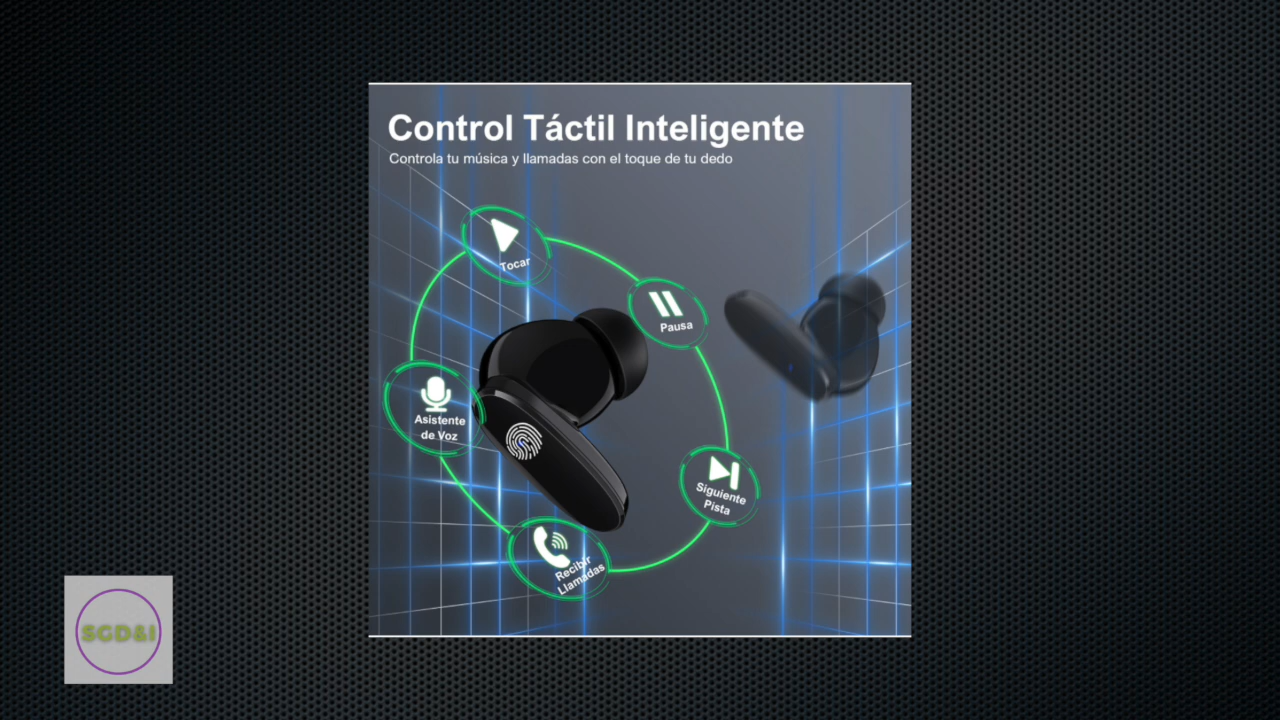 Control Táctil Inteligente
Controla tu música y llamadas con el toque de tu dedo
Tocar
Pausa
Asistente
de Voz
Siguiente
Pista
Recibir
Llamadas
SGD&I